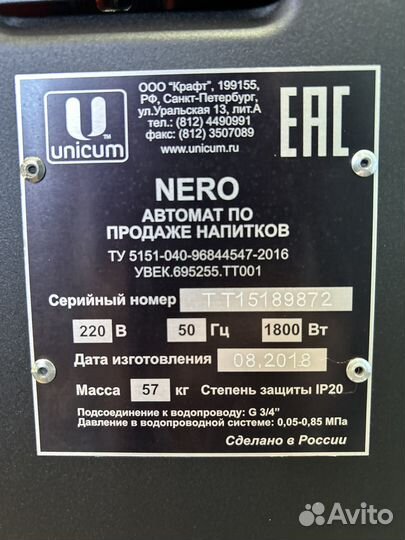 unicum
TM
ООО "Крафт", 199155,
РФ, Санкт-Петербург,
ул.Уральская 13, лит.А
тел.: (812) 4490991
факс: (812) 3507089
www.unicum.ru
EAC
NERO
АВТОМАТ ПО
ПРОДАЖЕ НАПИТКОВ
ТУ 5151-040-96844547-2016
УВЕК.695255.ТТ001
Серийный номер TT15189872
220 В 50 Гц 1800 Вт
Дата изготовления 08.2018
Масса 57 кг Степень защиты IP20
Подсоединение к водопроводу: G 3/4”
Давление в водопроводной системе: 0,05-0,85 МПа
Сделано в России
Avito